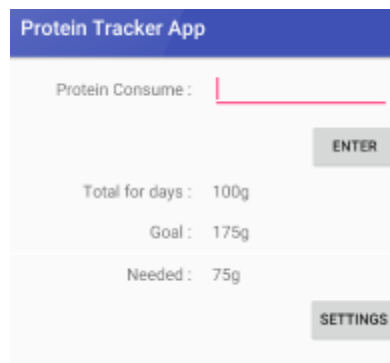 Protein Tracker App
Protein Consume :
ENTER
Total for days : 100g
Goal : 175g
Needed : 75g
SETTINGS